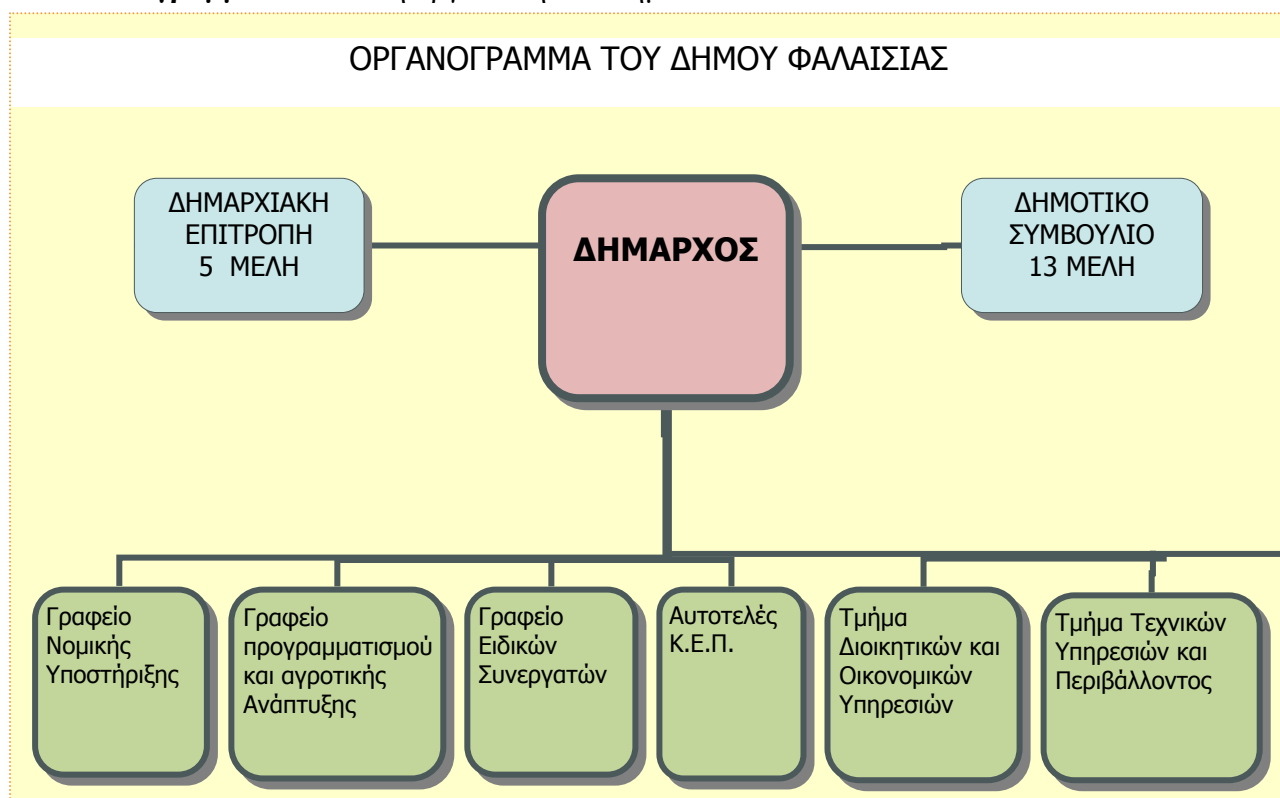 ΟΡΓΑΝΟΓΡΑΜΜΑ ΤΟΥ ΔΗΜΟΥ ΦΑΛΑΙΣΙΑΣ
ΔΗΜΑΡΧΙΑΚΗ
ΕΠΙΤΡΟΠΗ
5 ΜΕΛΗ
ΔΗΜΑΡΧΟΣ
ΔΗΜΟΤΙΚΟ
ΣΥΜΒΟΥΛΙΟ
13 ΜΕΛΗ
Γραφείο
Νομικής
Υποστήριξης
Γραφείο
προγραμματισμού
και αγροτικής
Ανάπτυξης
Γραφείο
Ειδικών
Συνεργατών
Αυτοτελές
Κ.Ε.Π.
Τμήμα
Διοικητικών και
Οικονομικών
Υπηρεσιών
Τμήμα Τεχνικών
Υπηρεσιών και
Περιβάλλοντος